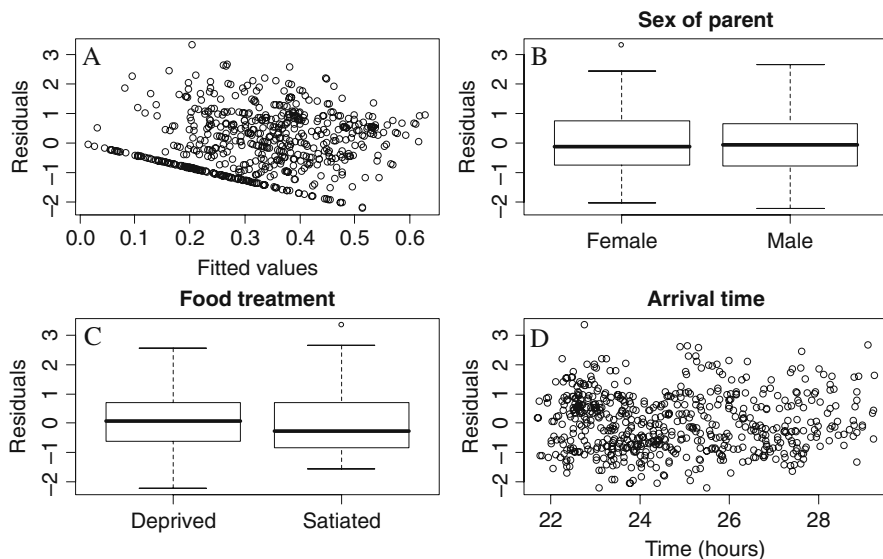 A
Residuals
3
2
1
0
−1
−2
0.0 0.1 0.2 0.3 0.4 0.5 0.6
Fitted values
Sex of parent
B
Residuals
3
2
1
0
−1
−2
Female Male
Food treatment
C
Residuals
3
2
1
0
−1
−2
Deprived Satiated
Arrival time
D
Residuals
3
2
1
0
−1
−2
22 24 26 28
Time (hours)